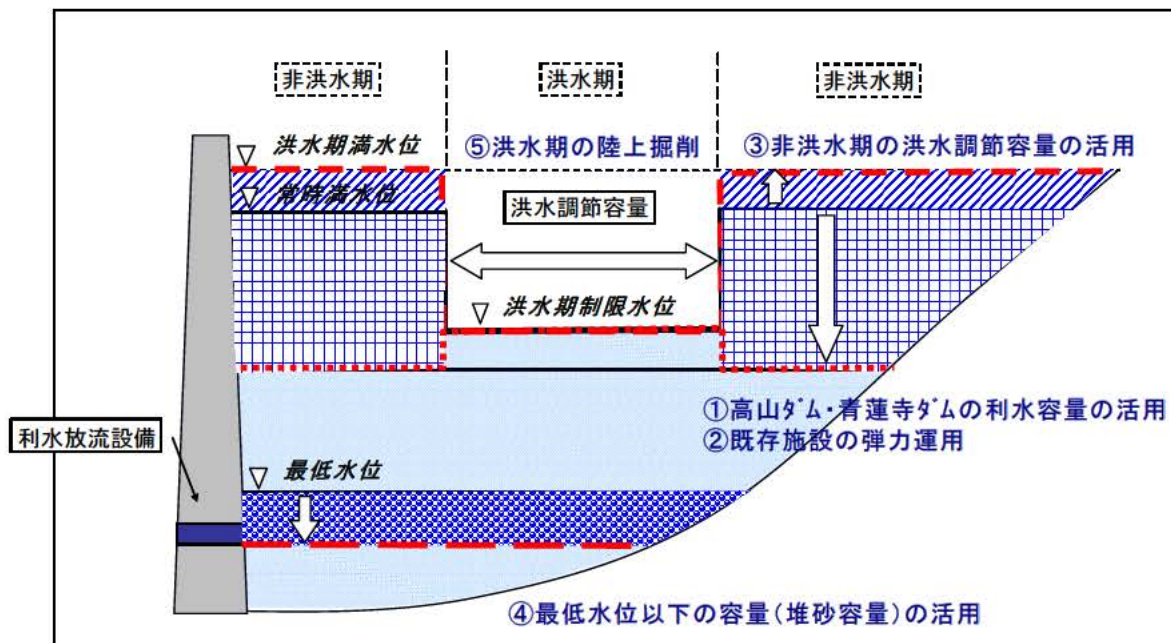 非洪水期
洪水期
非洪水期
洪水期満水位
⑤洪水期の陸上掘削
③非洪水期の洪水調節容量の活用
常時満水位
洪水調節容量
洪水期制限水位
①高山ﾀﾞﾑ・青蓮寺ﾀﾞﾑの利水容量の活用
②既存施設の弾力運用
利水放流設備
最低水位
④最低水位以下の容量(堆砂容量)の活用